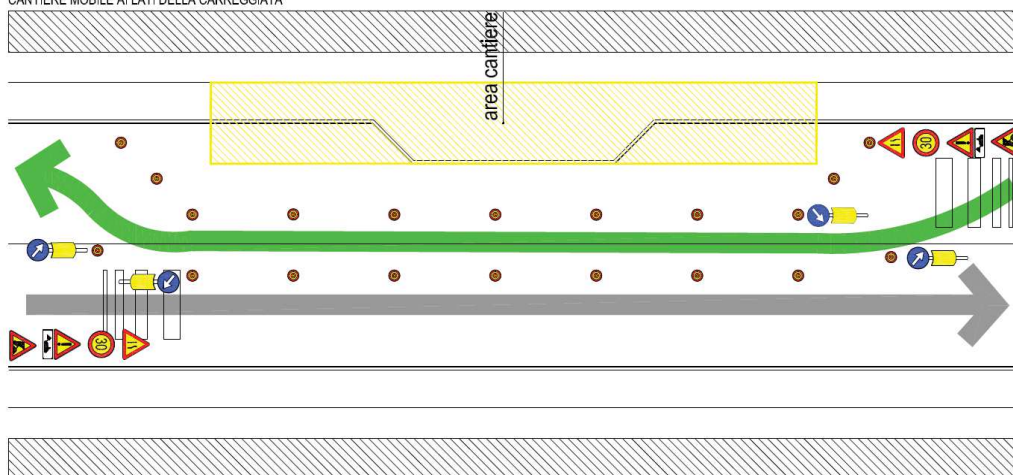 CANTIERE MOBILE AI LATI DELLA CARREGGIATA
area cantiere
30
30